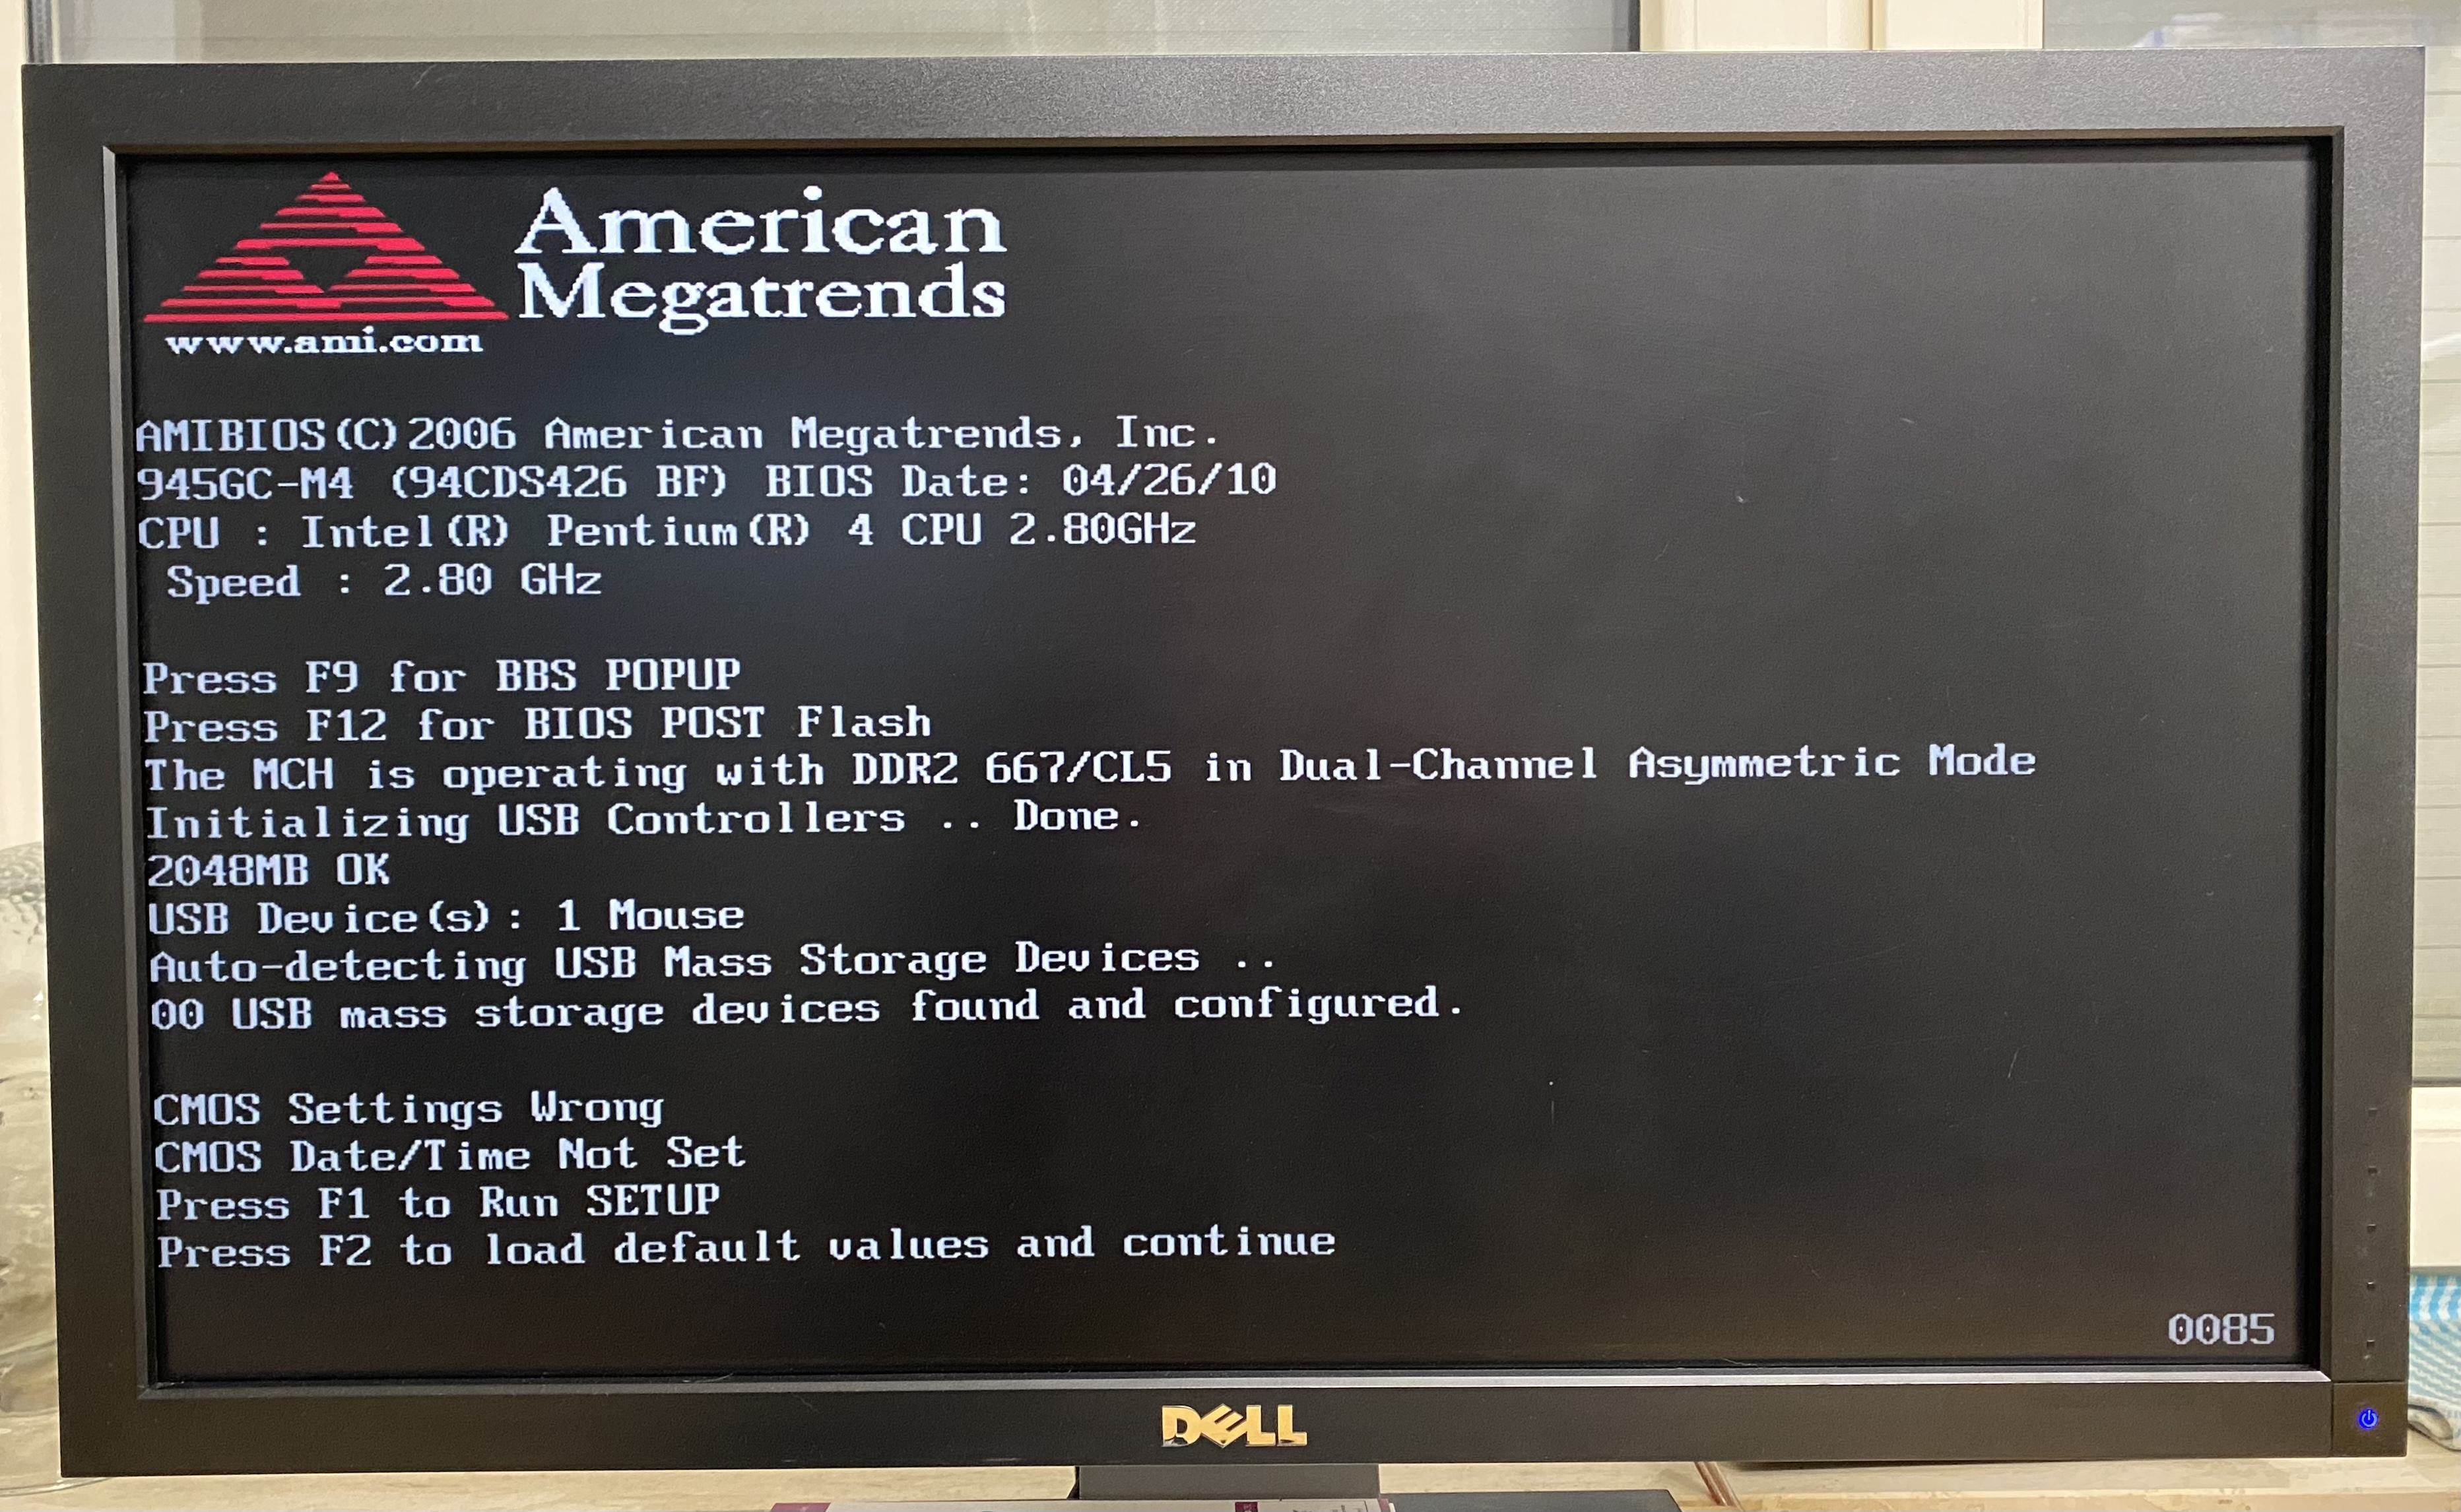 American
Megatrends
www.ami.com
AMIBIOS(C)2006 American Megatrends, Inc.
945GC-M4 (94CDS426 BF) BIOS Date: 04/26/10
CPU : Intel(R) Pentium(R) 4 CPU 2.80GHz
Speed : 2.80 GHz
Press F9 for BBS POPUP
Press F12 for BIOS POST Flash
The MCH is operating with DDR2 667/CL5 in Dual-Channel Asymmetric Mode
Initializing USB Controllers .. Done.
2048MB OK
USB Device(s): 1 Mouse
Auto-detecting USB Mass Storage Devices ..
00 USB mass storage devices found and configured.
CMOS Settings Wrong
CMOS Date/Time Not Set
Press F1 to Run SETUP
Press F2 to load default values and continue
0085
DELL